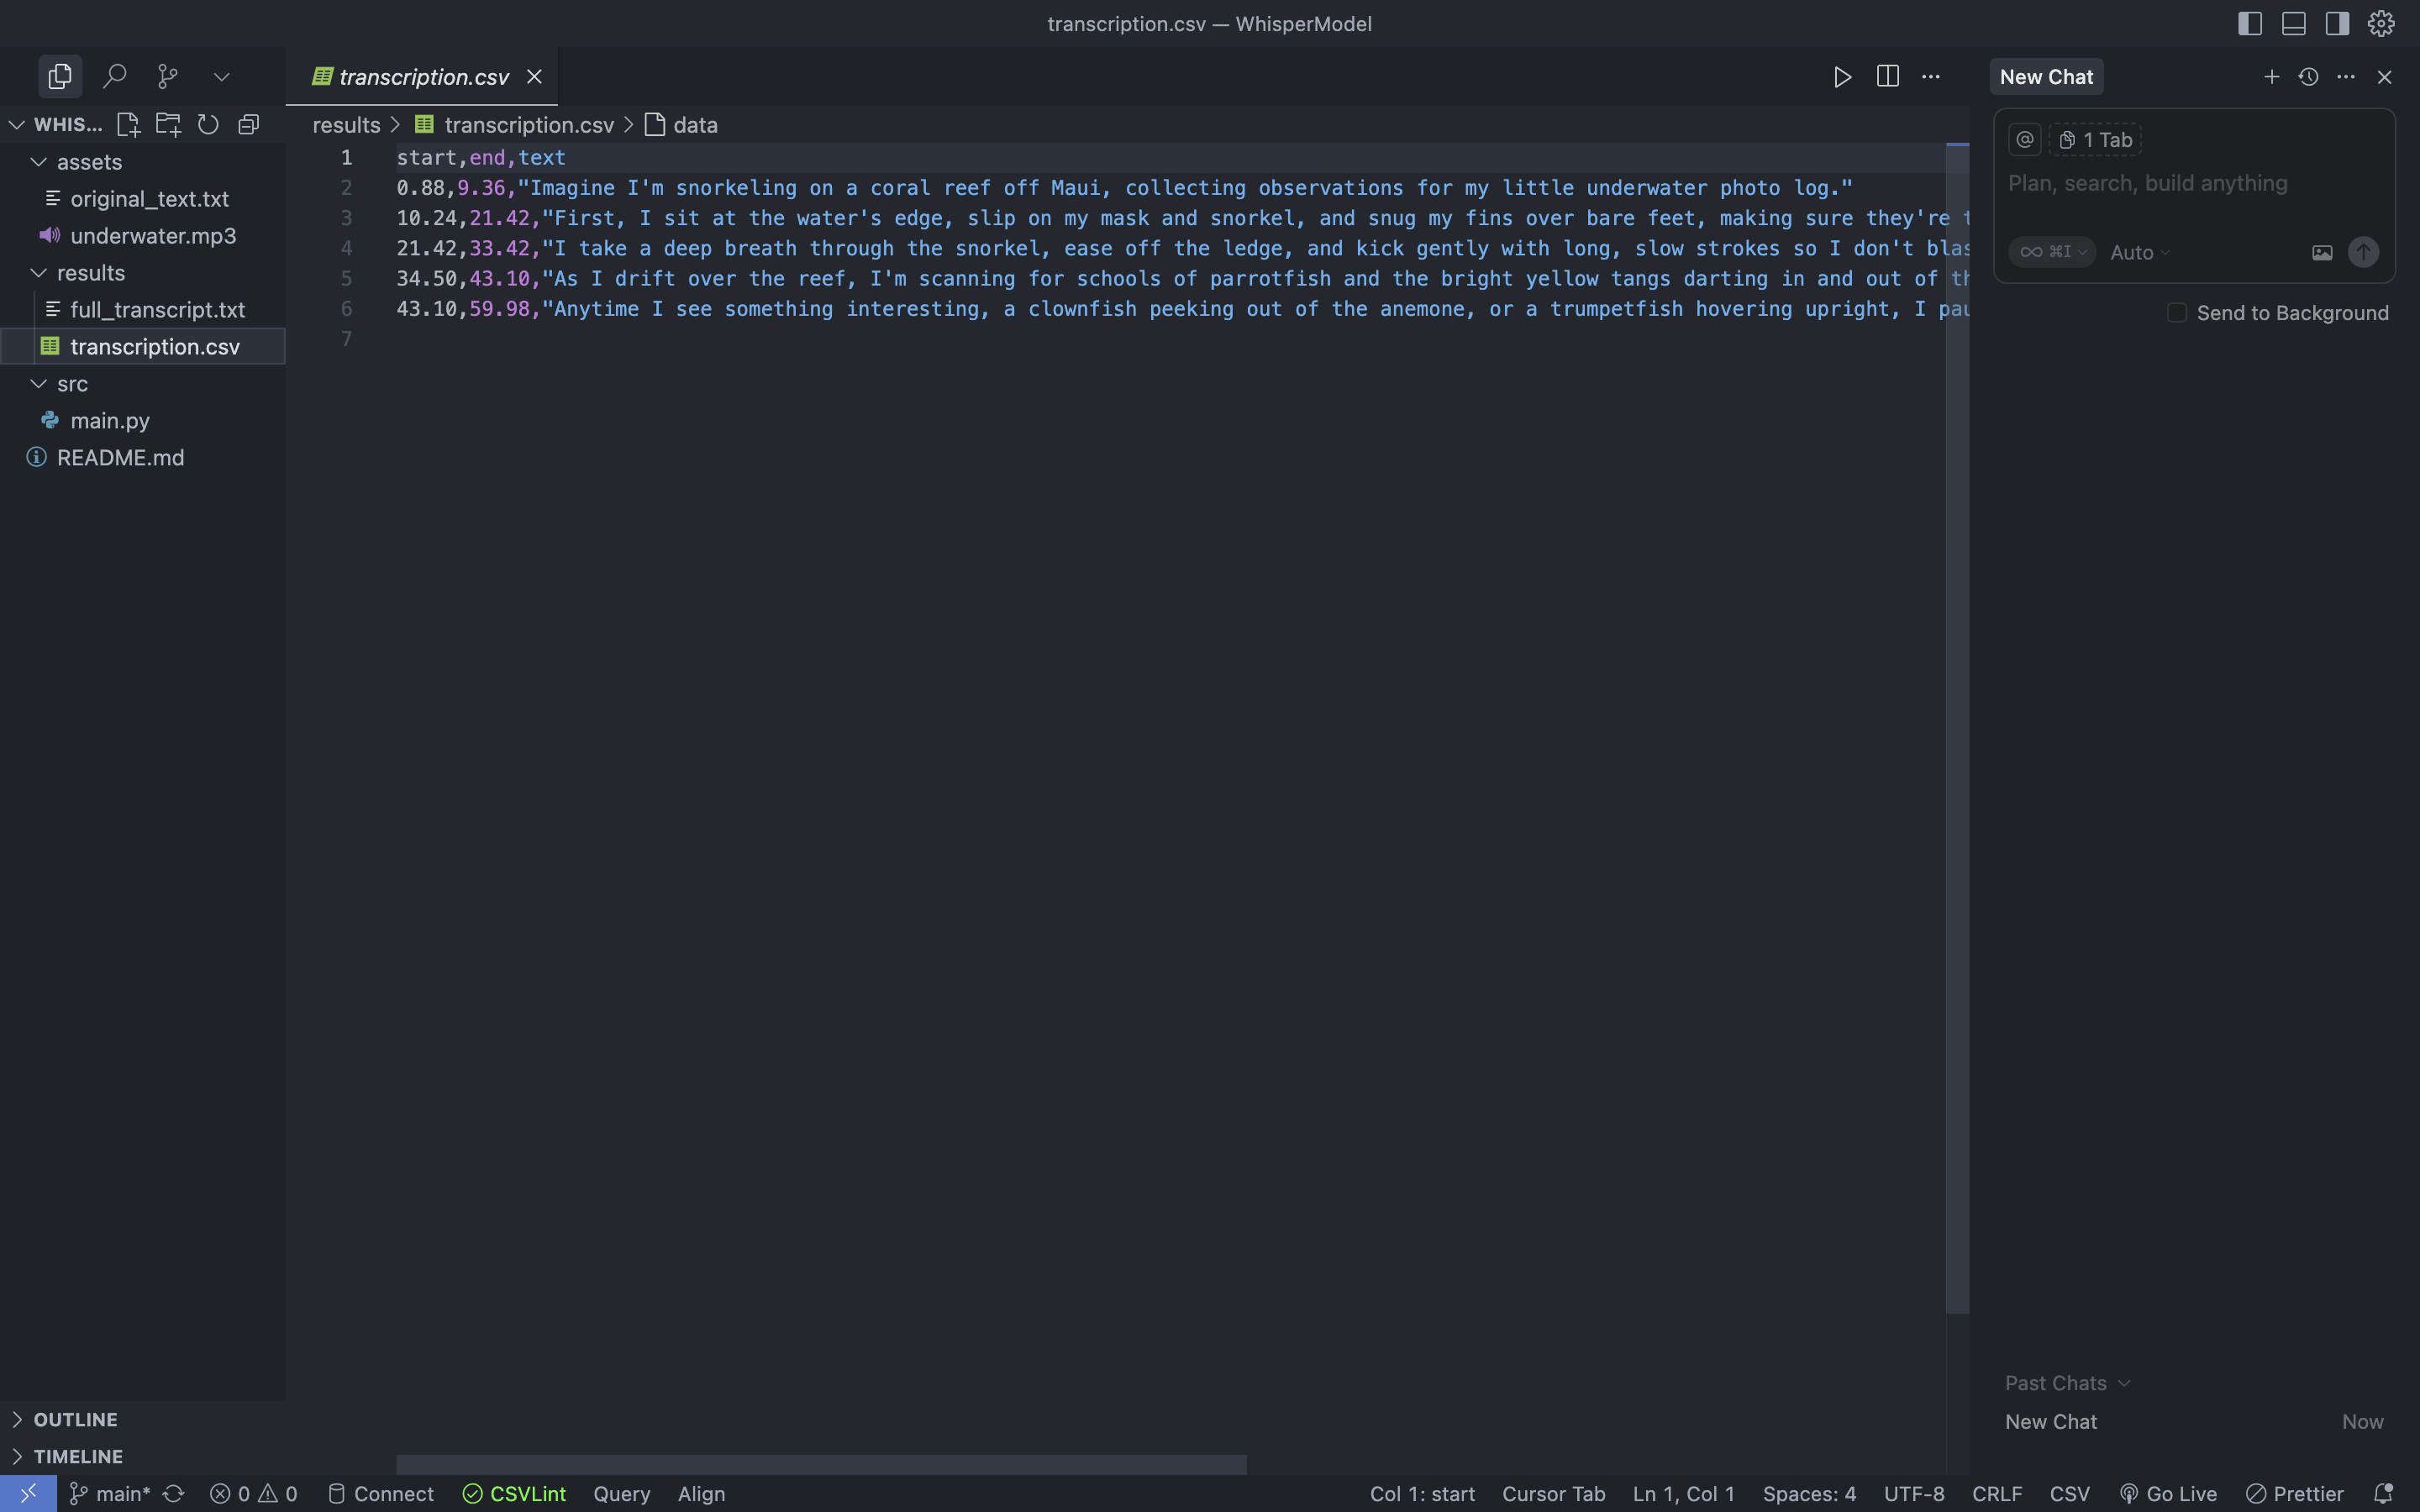 transcription.csv — WhisperModel
transcription.csv
New Chat
WHIS...
results
transcription.csv
data
assets
original_text.txt
underwater.mp3
results
full_transcript.txt
transcription.csv
src
main.py
README.md
1 start,end,text
2 0.88,9.36,"Imagine I'm snorkeling on a coral reef off Maui, collecting observations for my little underwater photo log."
3 10.24,21.42,"First, I sit at the water's edge, slip on my mask and snorkel, and snug my fins over bare feet, making sure they're
4 21.42,33.42,"I take a deep breath through the snorkel, ease off the ledge, and kick gently with long, slow strokes so I don't
5 34.50,43.10,"As I drift over the reef, I'm scanning for schools of parrotfish and the bright yellow tangs darting in and out of
6 43.10,59.98,"Anytime I see something interesting, a clownfish peeking out of the anemone, or a trumpetfish hovering upright, I
7
@ 1 Tab
Plan, search, build anything
∞ ⌘I Auto
Send to Background
Past Chats
New Chat Now
OUTLINE
TIMELINE
main* 0 0 Connect CSVLint Query Align Col 1: start Cursor Tab Ln 1, Col 1 Spaces: 4 UTF-8 CRLF CSV Go Live Prettier